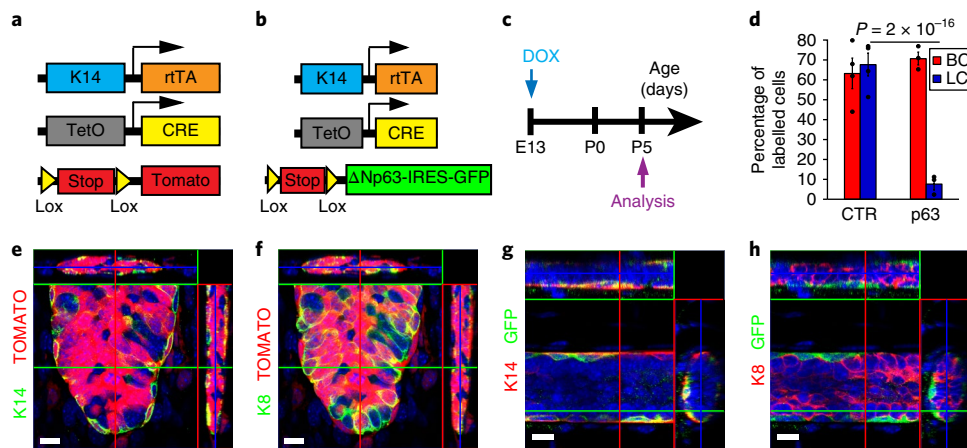 a
K14
rtTA
TetO
CRE
Stop
Tomato
Lox
Lox
b
K14
rtTA
TetO
CRE
Stop
ΔNp63-IRES-GFP
Lox
Lox
c
DOX
Age
(days)
E13
P0
P5
Analysis
d
P = 2 × 10⁻¹⁶
Percentage of
labelled cells
80
70
60
50
40
30
20
10
0
CTR
p63
BC
LC
e
K14 TOMATO
f
K8 TOMATO
g
K14 GFP
h
K8 GFP